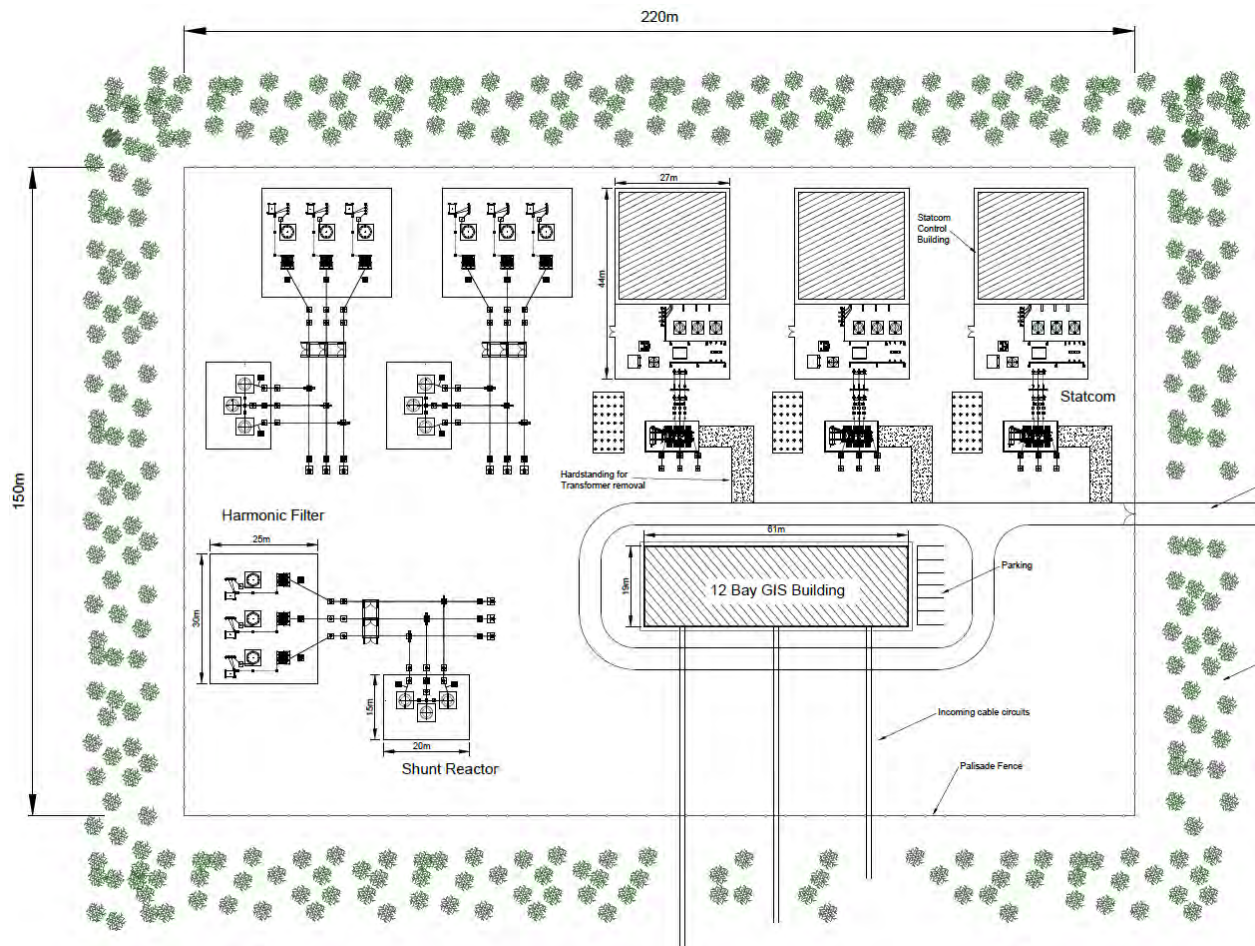 220m
27m
Statcom
Control
Building
44m
Statcom
150m
Hardstanding for
Transformer removal
Harmonic Filter
25m
61m
Parking
12 Bay GIS Building
19m
30m
15m
Incoming cable circuits
20m
Shunt Reactor
Palisade Fence